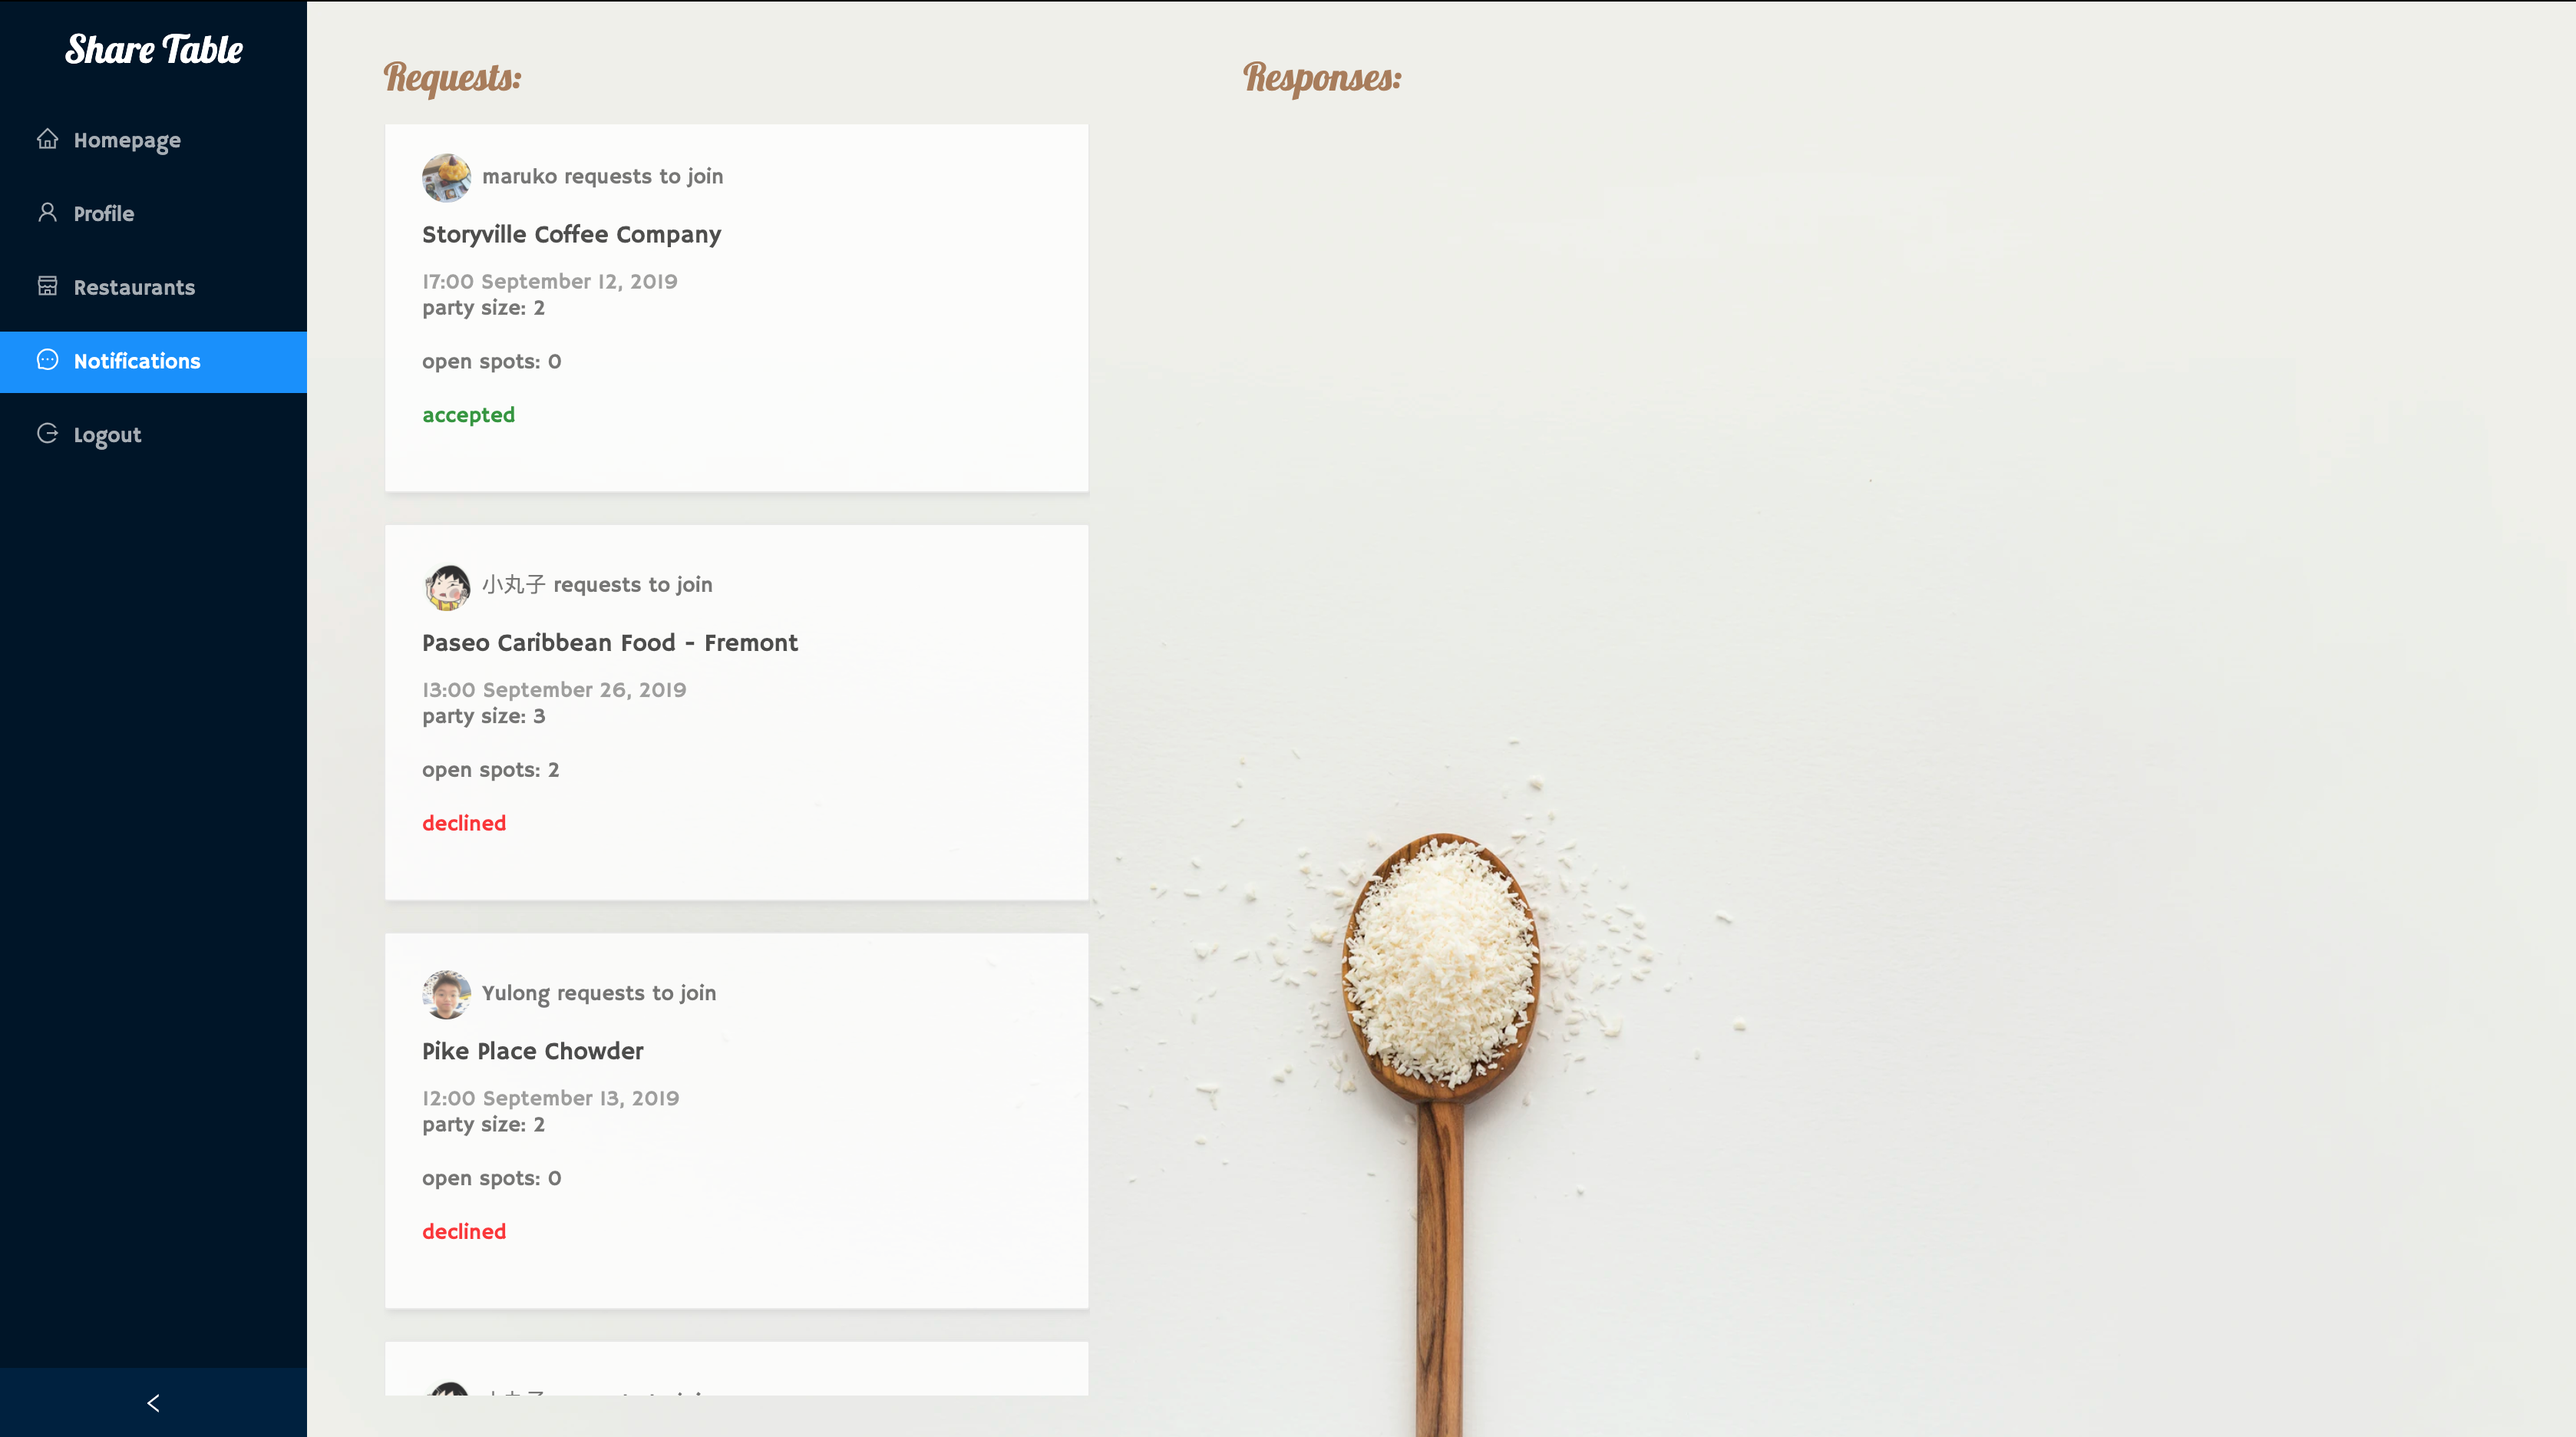 Share Table
Homepage
Profile
Restaurants
Notifications
Logout
Requests:
maruko requests to join
Storyville Coffee Company
17:00 September 12, 2019
party size: 2
open spots: 0
accepted
小丸子 requests to join
Paseo Caribbean Food - Fremont
13:00 September 26, 2019
party size: 3
open spots: 2
declined
Yulong requests to join
Pike Place Chowder
12:00 September 13, 2019
party size: 2
open spots: 0
declined
Responses: